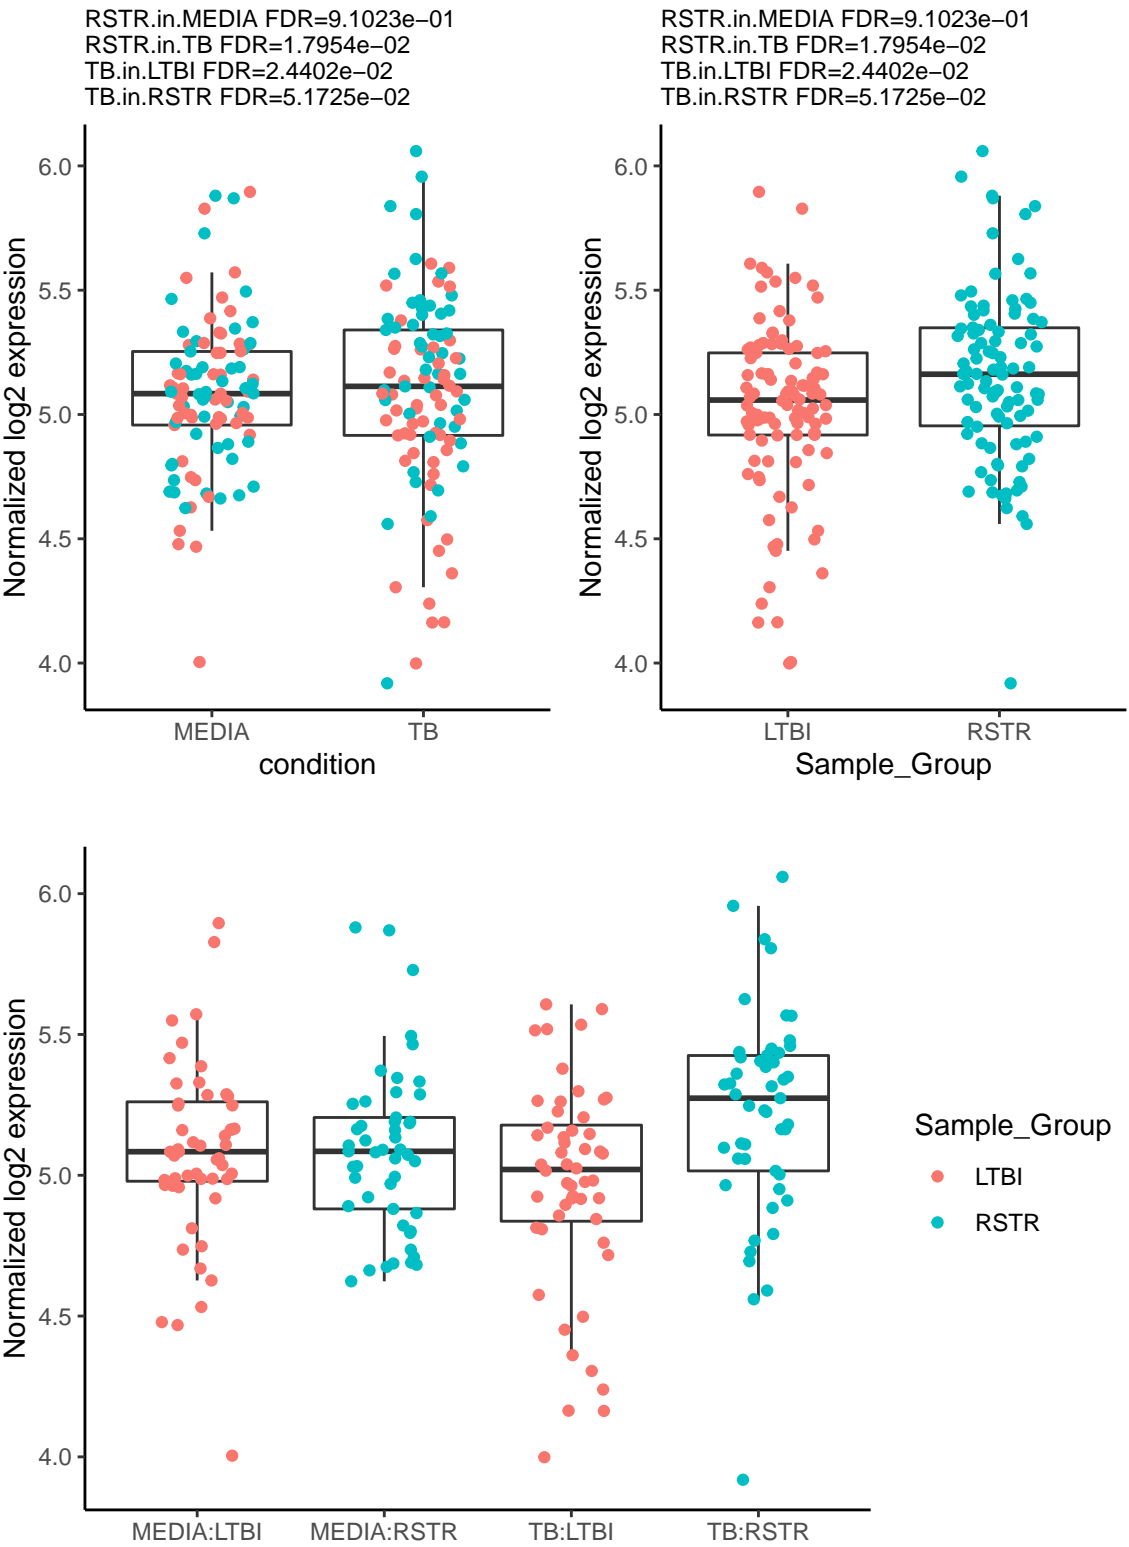 RSTR.in.MEDIA FDR=9.1023e−01
RSTR.in.TB FDR=1.7954e−02
TB.in.LTBI FDR=2.4402e−02
TB.in.RSTR FDR=5.1725e−02
Normalized log2 expression
6.0
5.5
5.0
4.5
4.0
MEDIA
TB
condition
RSTR.in.MEDIA FDR=9.1023e−01
RSTR.in.TB FDR=1.7954e−02
TB.in.LTBI FDR=2.4402e−02
TB.in.RSTR FDR=5.1725e−02
Normalized log2 expression
6.0
5.5
5.0
4.5
4.0
LTBI
RSTR
Sample_Group
Normalized log2 expression
6.0
5.5
5.0
4.5
4.0
MEDIA:LTBI
MEDIA:RSTR
TB:LTBI
TB:RSTR
Sample_Group
LTBI
RSTR